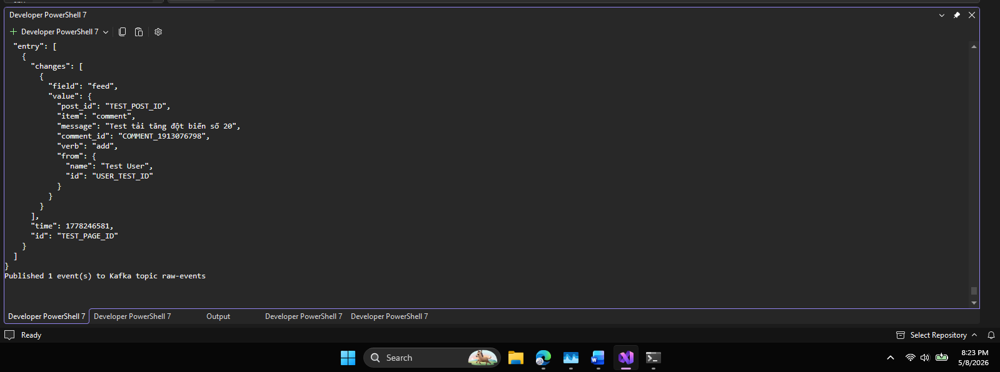 Developer PowerShell 7
Developer PowerShell 7
"entry": [
{
"changes": [
{
"field": "feed",
"value": {
"post_id": "TEST_POST_ID",
"item": "comment",
"message": "Test tải tăng đột biến số 20",
"comment_id": "COMMENT_1913076798",
"verb": "add",
"from": {
"name": "Test User",
"id": "USER_TEST_ID"
}
}
}
],
"time": 1778246581,
"id": "TEST_PAGE_ID"
}
]
}
Published 1 event(s) to Kafka topic raw-events
Developer PowerShell 7 Developer PowerShell 7 Output Developer PowerShell 7 Developer PowerShell 7
Ready Select Repository
Search
8:23 PM
5/8/2026